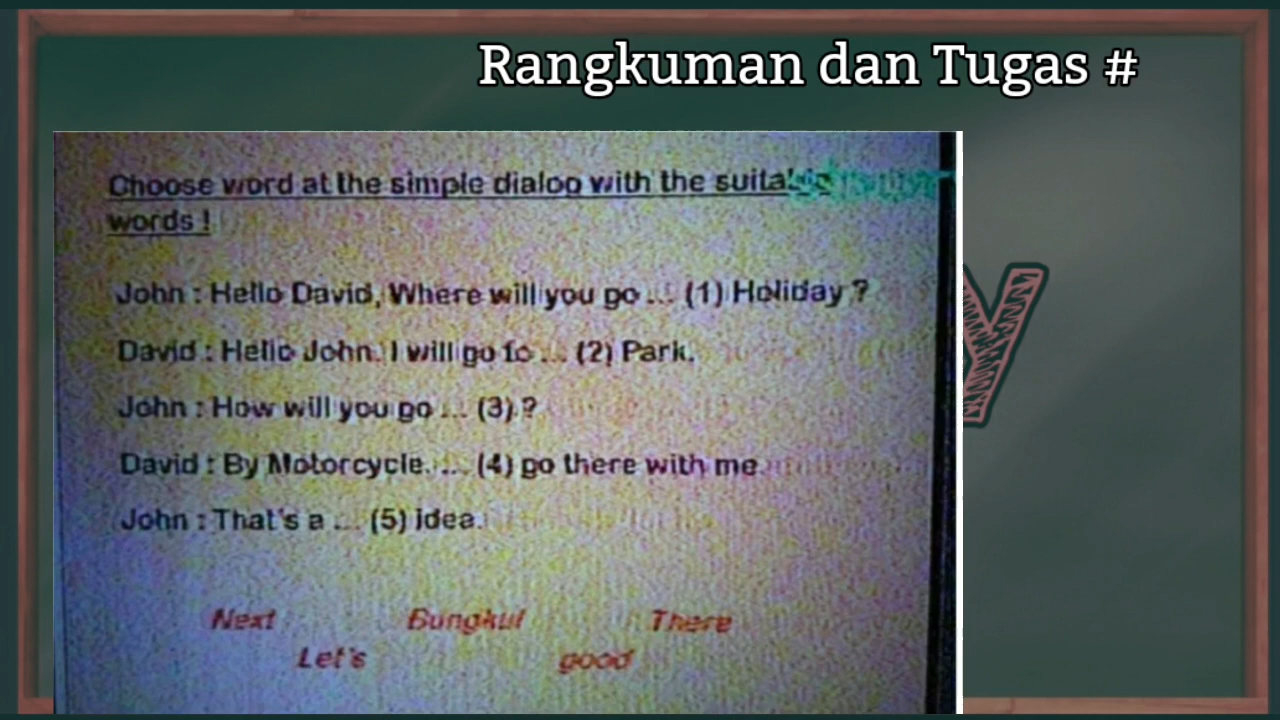 Rangkuman dan Tugas #
Choose word at the simple dialog with the suitable
words !
John : Hello David, Where will you go ... (1) Holiday ?
David : Hello John. I will go to ... (2) Park.
John : How will you go ... (3) ?
David : By Motorcycle. ... (4) go there with me
John : That's a ... (5) idea.
Next Bungkul There
Let's good
Y